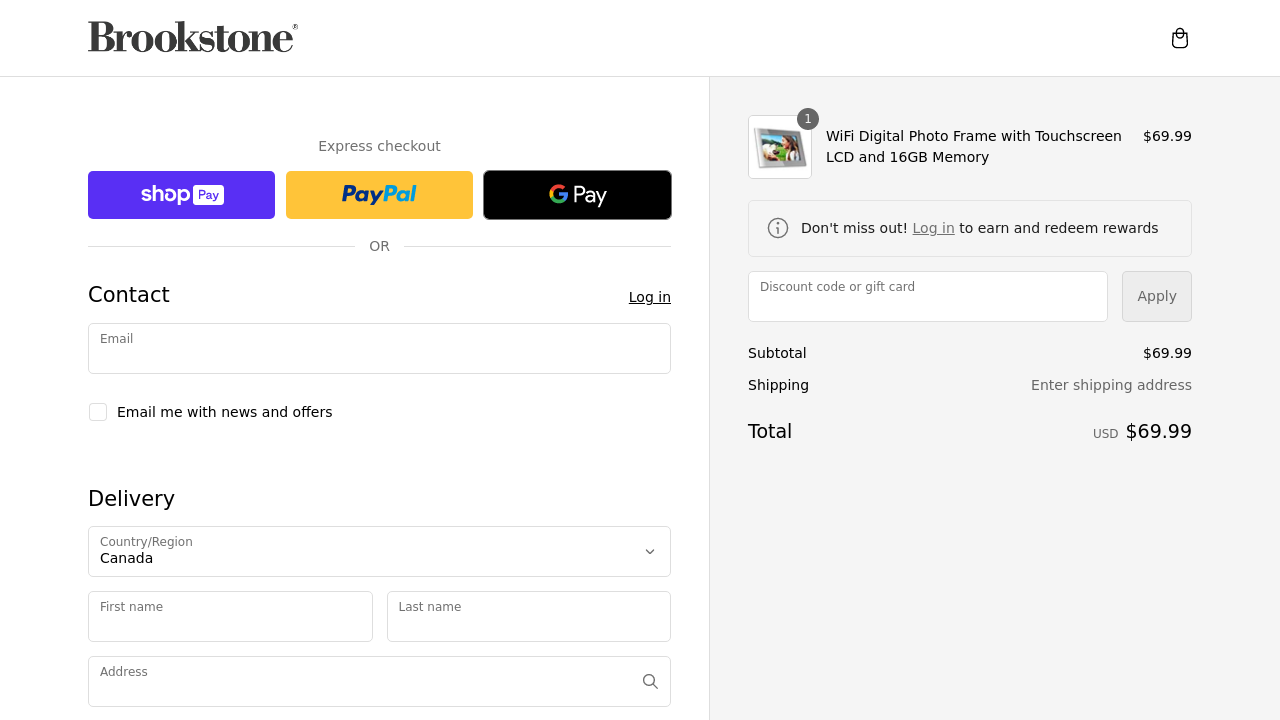 Brookstone®
Express checkout
shop Pay
PayPal
G Pay
OR
Contact
Log in
Email
Email me with news and offers
Delivery
Country/Region
Canada
First name
Last name
Address
1
WiFi Digital Photo Frame with Touchscreen
LCD and 16GB Memory
$69.99
Don't miss out! Log in to earn and redeem rewards
Discount code or gift card
Apply
Subtotal
$69.99
Shipping
Enter shipping address
Total
USD $69.99